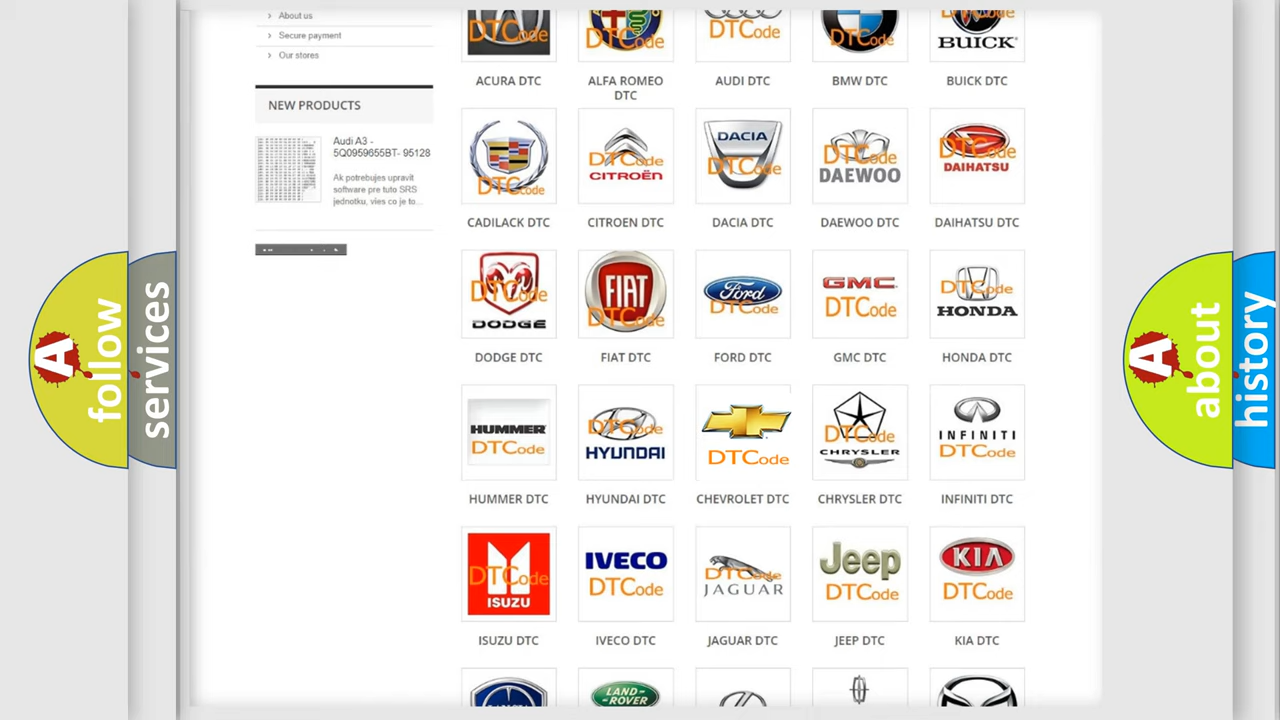 About us
Secure payment
Our stores
NEW PRODUCTS
Audi A3 -
5Q0959655BT- 95128
Ak potrebujes upravit
software pre tuto SRS
jednotku, vies co je to...
DTCode DTCode DTCode DTCode BUICK
ACURA DTC ALFA ROMEO DTC AUDI DTC BMW DTC BUICK DTC
DTCode DTCode CITROËN DACIA DTCode DTCode DAEWOO DTCode DAIHATSU
CADILACK DTC CITROEN DTC DACIA DTC DAEWOO DTC DAIHATSU DTC
DTCode DODGE FIAT DTCode Ford DTCode GMC DTCode DTCode HONDA
DODGE DTC FIAT DTC FORD DTC GMC DTC HONDA DTC
HUMMER DTCode DTCode HYUNDAI DTCode DTCode CHRYSLER INFINITI DTCode
HUMMER DTC HYUNDAI DTC CHEVROLET DTC CHRYSLER DTC INFINITI DTC
DTCode ISUZU IVECO DTCode DTCode JAGUAR Jeep DTCode KIA DTCode
ISUZU DTC IVECO DTC JAGUAR DTC JEEP DTC KIA DTC
LAND-
ROVER
A follow
services
A about
history